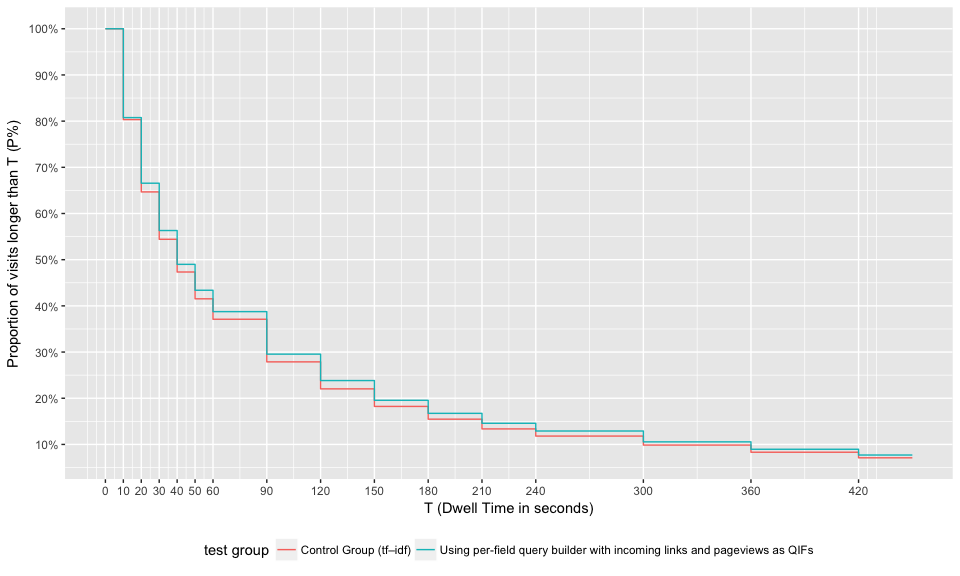 Proportion of visits longer than T (P%)
100%
90%
80%
70%
60%
50%
40%
30%
20%
10%
0 10 20 30 40 50 60 90 120 150 180 210 240 300 360 420
T (Dwell Time in seconds)
test group Control Group (tf–idf) Using per-field query builder with incoming links and pageviews as QIFs